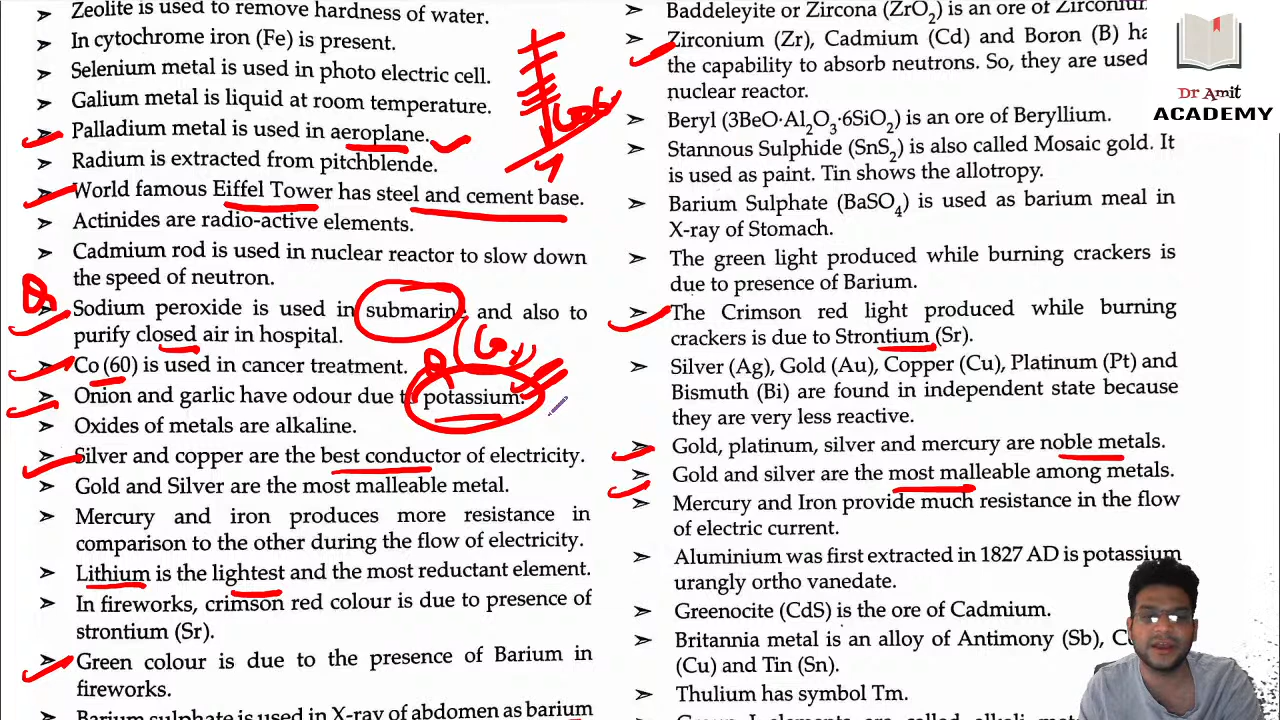 Zeolite is used to remove hardness of water.
➢ In cytochrome iron (Fe) is present.
➢ Selenium metal is used in photo electric cell.
➢ Galium metal is liquid at room temperature.
➢ Palladium metal is used in aeroplane.
➢ Radium is extracted from pitchblende.
➢ World famous Eiffel Tower has steel and cement base.
➢ Actinides are radio-active elements.
➢ Cadmium rod is used in nuclear reactor to slow down
the speed of neutron.
➢ Sodium peroxide is used in submarin and also to
purify closed air in hospital.
➢ Co (60) is used in cancer treatment.
➢ Onion and garlic have odour due to potassium.
➢ Oxides of metals are alkaline.
➢ Silver and copper are the best conductor of electricity.
➢ Gold and Silver are the most malleable metal.
➢ Mercury and iron produces more resistance in
comparison to the other during the flow of electricity.
➢ Lithium is the lightest and the most reductant element.
➢ In fireworks, crimson red colour is due to presence of
strontium (Sr).
➢ Green colour is due to the presence of Barium in
fireworks.
➢ Barium sulphate is used in X-ray of abdomen as barium
Baddeleyite or Zircona (ZrO₂) is an ore of Zirconium
➢ Zirconium (Zr), Cadmium (Cd) and Boron (B) ha
the capability to absorb neutrons. So, they are used
nuclear reactor.
➢ Beryl (3BeO·Al₂O₃·6SiO₂) is an ore of Beryllium.
➢ Stannous Sulphide (SnS₂) is also called Mosaic gold. It
is used as paint. Tin shows the allotropy.
➢ Barium Sulphate (BaSO₄) is used as barium meal in
X-ray of Stomach.
➢ The green light produced while burning crackers is
due to presence of Barium.
➢ The Crimson red light produced while burning
crackers is due to Strontium (Sr).
➢ Silver (Ag), Gold (Au), Copper (Cu), Platinum (Pt) and
Bismuth (Bi) are found in independent state because
they are very less reactive.
➢ Gold, platinum, silver and mercury are noble metals.
➢ Gold and silver are the most malleable among metals.
➢ Mercury and Iron provide much resistance in the flow
of electric current.
➢ Aluminium was first extracted in 1827 AD is potassium
urangly ortho vanedate.
➢ Greenocite (CdS) is the ore of Cadmium.
➢ Britannia metal is an alloy of Antimony (Sb), C
(Cu) and Tin (Sn).
➢ Thulium has symbol Tm.
Group I elements are called alkali
Dr Amit
ACADEMY